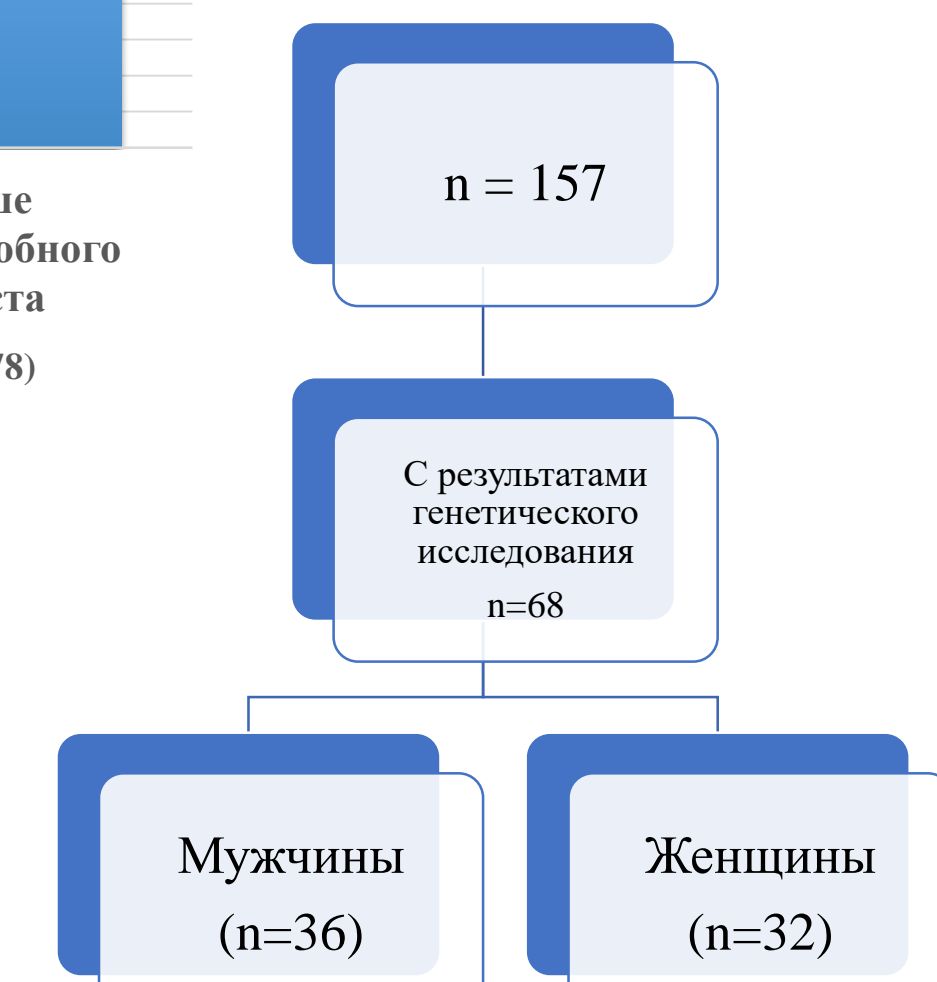 n = 157
С результатами
генетического
исследования
n=68
Мужчины
(n=36)
Женщины
(n=32)